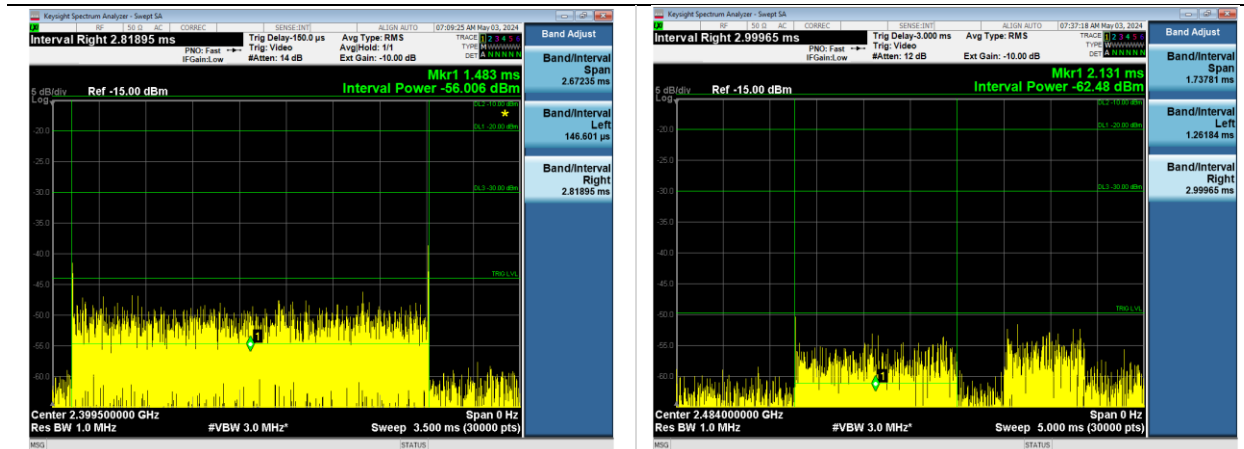 Keysight Spectrum Analyzer - Swept SA
RF 50 Ω AC CORREC SENSE:INT ALIGN AUTO 07:09:25 AM May 03, 2024
Interval Right 2.81895 ms
PNO: Fast
IFGain:Low
Trig Delay-150.0 µs
Trig: Video
#Atten: 14 dB
Avg Type: RMS
Avg|Hold: 1/1
Ext Gain: -10.00 dB
TRACE 1 2 3 4 5 6
TYPE M WWWWW
DET A N N N N N
Mkr1 1.483 ms
Interval Power -56.006 dBm
5 dB/div Ref -15.00 dBm
Log
DL2 -10.00 dBm
-20.0
DL1 -20.00 dBm
-25.0
-30.0
DL3 -30.00 dBm
-35.0
-40.0
TRIG LVL
-45.0
-50.0
1
-55.0
-60.0
Center 2.399500000 GHz Span 0 Hz
Res BW 1.0 MHz #VBW 3.0 MHz* Sweep 3.500 ms (30000 pts)
MSG STATUS
Band Adjust
Band/Interval
Span
2.67235 ms
Band/Interval
Left
146.601 µs
Band/Interval
Right
2.81895 ms
Keysight Spectrum Analyzer - Swept SA
RF 50 Ω AC CORREC SENSE:INT ALIGN AUTO 07:37:18 AM May 03, 2024
Interval Right 2.99965 ms
PNO: Fast
IFGain:Low
Trig Delay-3.000 ms
Trig: Video
#Atten: 12 dB
Avg Type: RMS
Ext Gain: -10.00 dB
TRACE 1 2 3 4 5 6
TYPE WWWWWW
DET A N N N N N
Mkr1 2.131 ms
Interval Power -62.48 dBm
5 dB/div Ref -15.00 dBm
Log
DL2 -10.00 dBm
-20.0
DL1 -20.00 dBm
-25.0
-30.0
DL3 -30.00 dBm
-35.0
-40.0
-45.0
TRIG LVL
-50.0
-55.0
1
-60.0
Center 2.484000000 GHz Span 0 Hz
Res BW 1.0 MHz #VBW 3.0 MHz* Sweep 5.000 ms (30000 pts)
MSG STATUS
Band Adjust
Band/Interval
Span
1.73781 ms
Band/Interval
Left
1.26184 ms
Band/Interval
Right
2.99965 ms